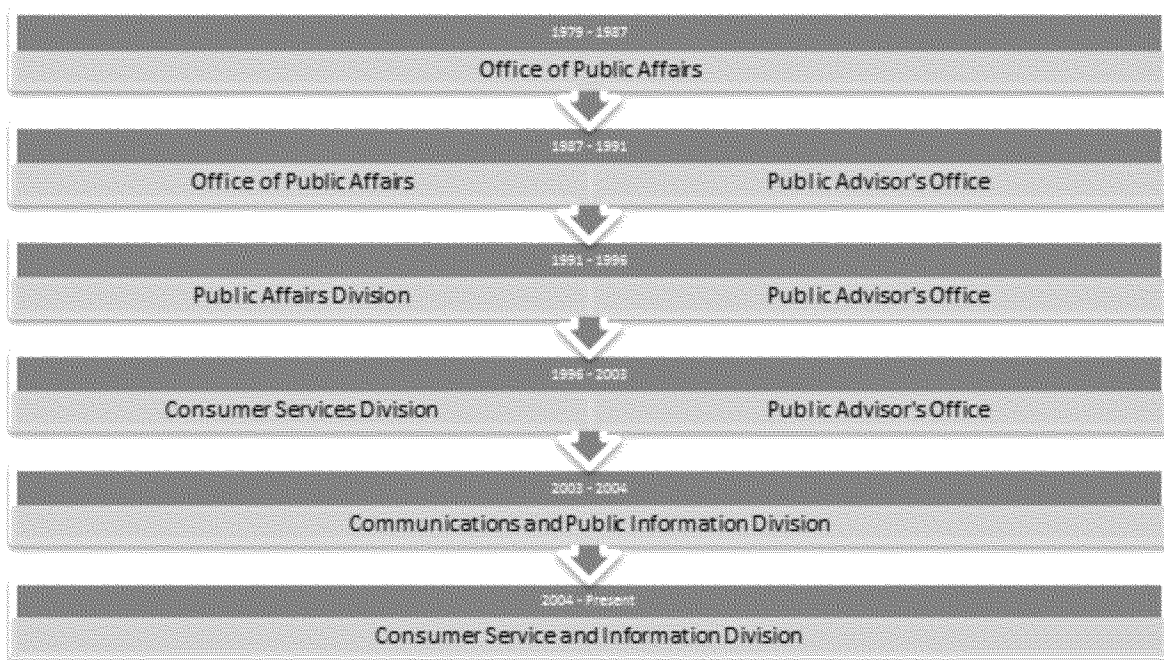 1979 - 1987
Office of Public Affairs
1987 - 1991
Office of Public Affairs Public Advisor's Office
1991 - 1996
Public Affairs Division Public Advisor's Office
1996 - 2003
Consumer Services Division Public Advisor's Office
2003 - 2004
Communications and Public Information Division
2004 - Present
Consumer Service and Information Division